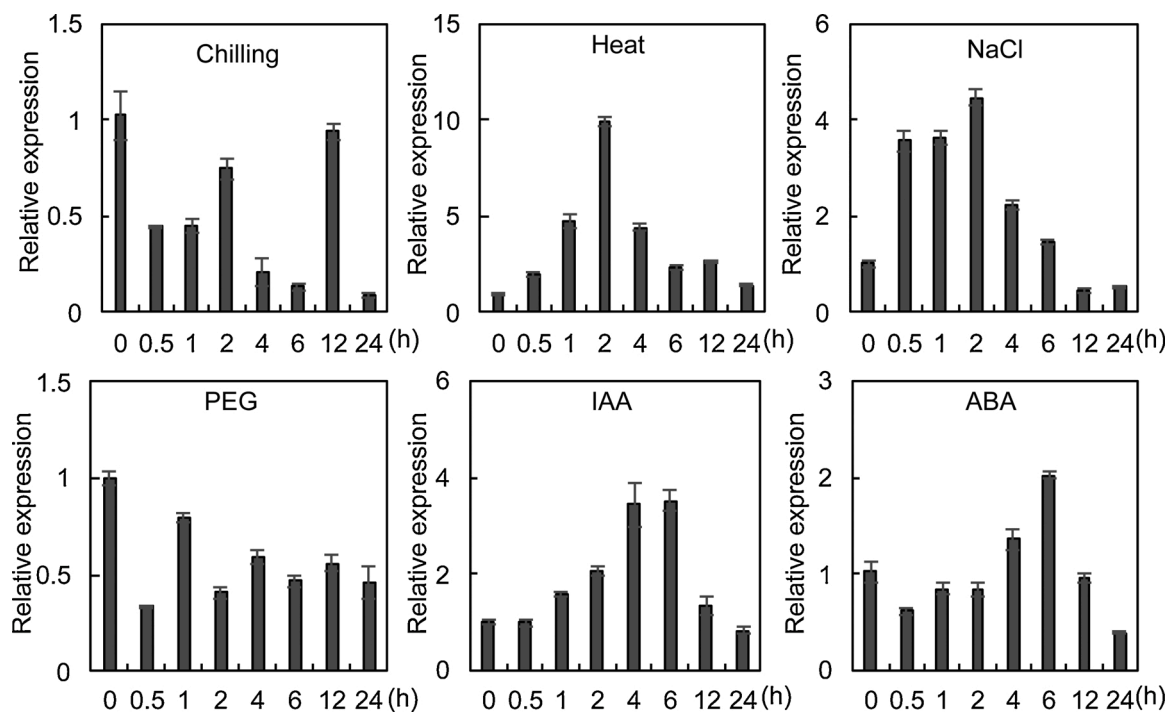 Chilling
Relative expression
1.5
1
0.5
0
0 0.5 1 2 4 6 12 24 (h)
Heat
Relative expression
15
10
5
0
0 0.5 1 2 4 6 12 24 (h)
NaCl
Relative expression
6
4
2
0
0 0.5 1 2 4 6 12 24 (h)
PEG
Relative expression
1.5
1
0.5
0
0 0.5 1 2 4 6 12 24 (h)
IAA
Relative expression
6
4
2
0
0 0.5 1 2 4 6 12 24 (h)
ABA
Relative expression
3
2
1
0
0 0.5 1 2 4 6 12 24 (h)